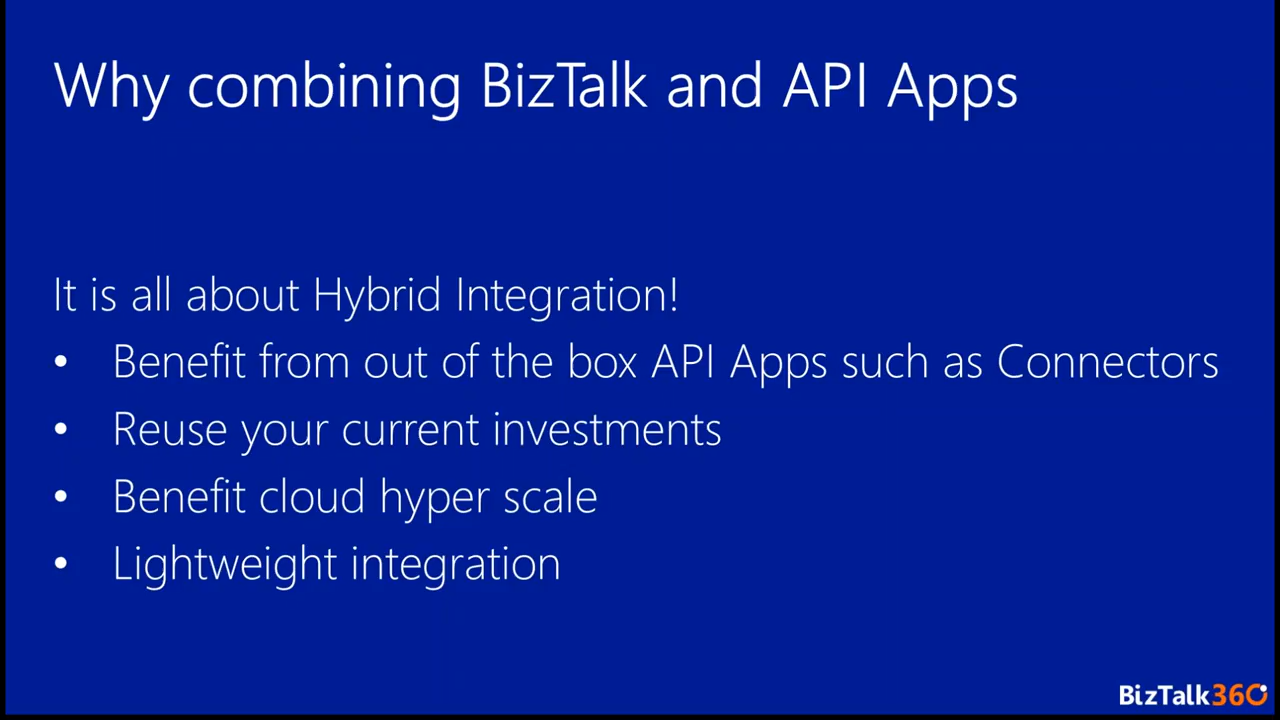 Why combining BizTalk and API Apps
It is all about Hybrid Integration!
• Benefit from out of the box API Apps such as Connectors
• Reuse your current investments
• Benefit cloud hyper scale
• Lightweight integration
BizTalk360